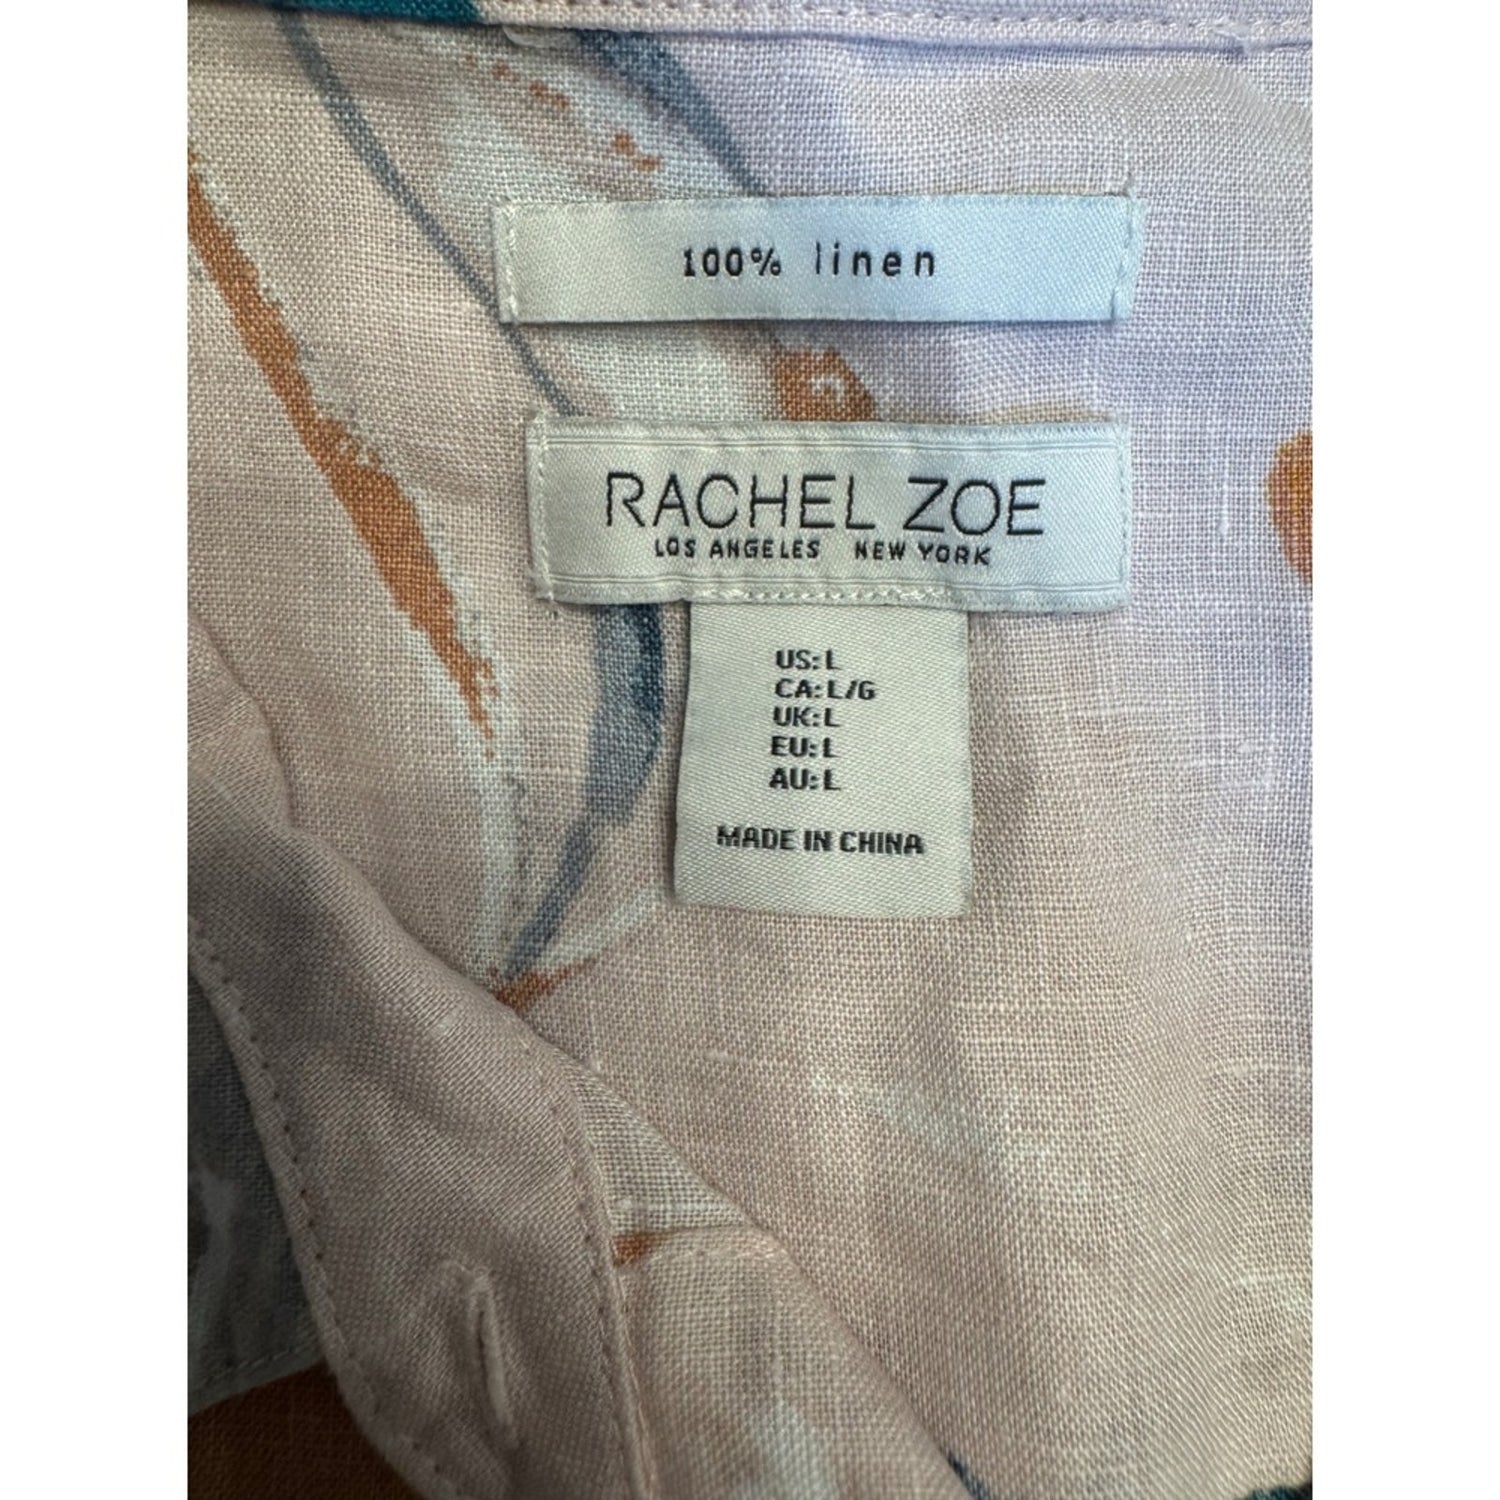 100% linen
RACHEL ZOE
LOS ANGELES NEW YORK
US: L
CA: L/G
UK: L
EU: L
AU: L
MADE IN CHINA